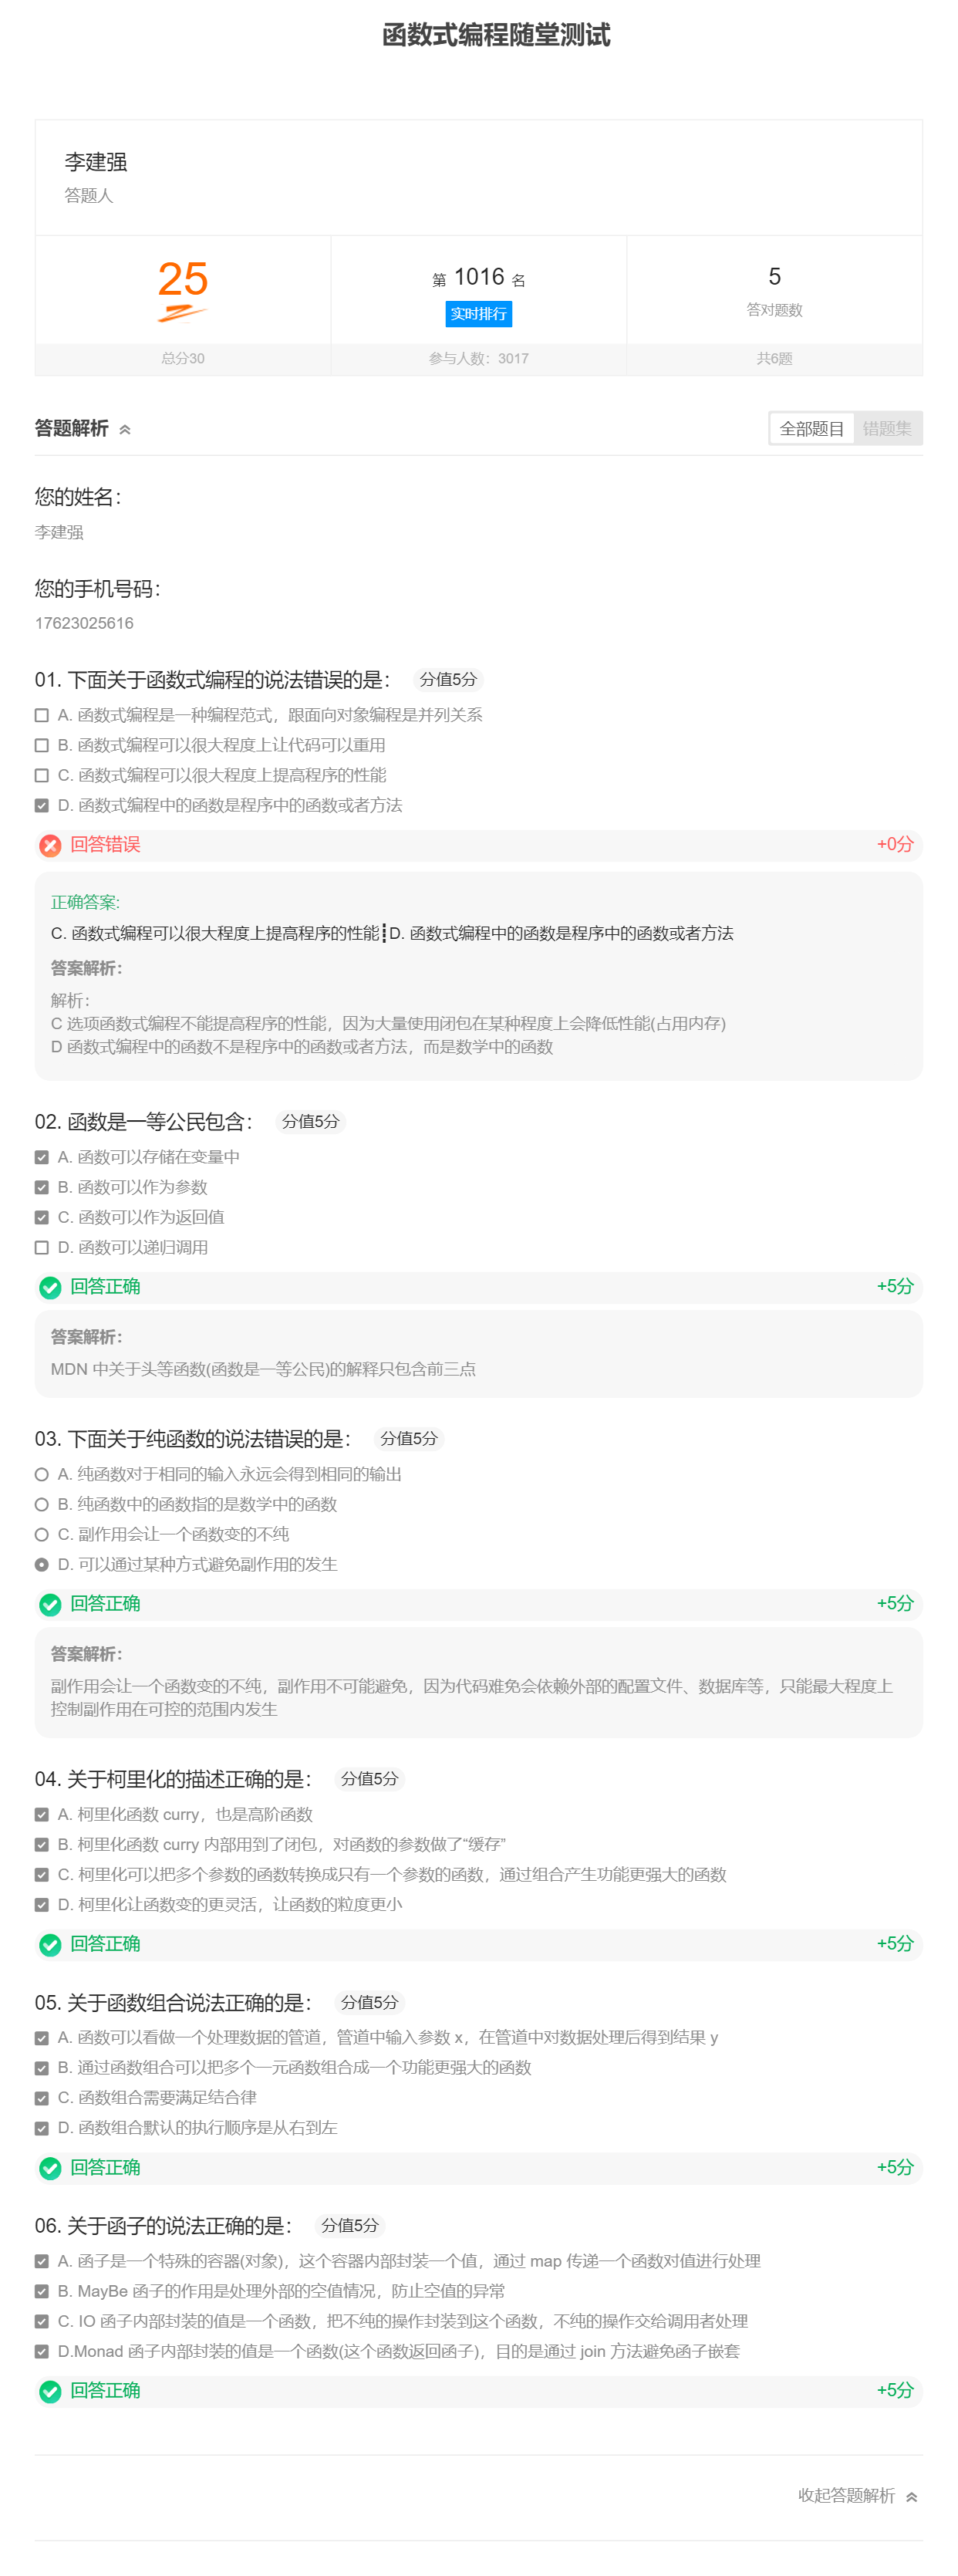 函数式编程随堂测试
李建强
答题人
25
第 1016 名
实时排行
5
答对题数
总分30
参与人数：3017
共6题
答题解析
全部题目 错题集
您的姓名：
李建强
您的手机号码：
17623025616
01. 下面关于函数式编程的说法错误的是： 分值5分
A. 函数式编程是一种编程范式，跟面向对象编程是并列关系
B. 函数式编程可以很大程度上让代码可以重用
C. 函数式编程可以很大程度上提高程序的性能
D. 函数式编程中的函数是程序中的函数或者方法
回答错误 +0分
正确答案:
C. 函数式编程可以很大程度上提高程序的性能┋D. 函数式编程中的函数是程序中的函数或者方法
答案解析：
解析：
C 选项函数式编程不能提高程序的性能，因为大量使用闭包在某种程度上会降低性能(占用内存)
D 函数式编程中的函数不是程序中的函数或者方法，而是数学中的函数
02. 函数是一等公民包含： 分值5分
A. 函数可以存储在变量中
B. 函数可以作为参数
C. 函数可以作为返回值
D. 函数可以递归调用
回答正确 +5分
答案解析：
MDN 中关于头等函数(函数是一等公民)的解释只包含前三点
03. 下面关于纯函数的说法错误的是： 分值5分
A. 纯函数对于相同的输入永远会得到相同的输出
B. 纯函数中的函数指的是数学中的函数
C. 副作用会让一个函数变的不纯
D. 可以通过某种方式避免副作用的发生
回答正确 +5分
答案解析：
副作用会让一个函数变的不纯，副作用不可能避免，因为代码难免会依赖外部的配置文件、数据库等，只能最大程度上
控制副作用在可控的范围内发生
04. 关于柯里化的描述正确的是： 分值5分
A. 柯里化函数 curry，也是高阶函数
B. 柯里化函数 curry 内部用到了闭包，对函数的参数做了“缓存”
C. 柯里化可以把多个参数的函数转换成只有一个参数的函数，通过组合产生功能更强大的函数
D. 柯里化让函数变的更灵活，让函数的粒度更小
回答正确 +5分
05. 关于函数组合说法正确的是： 分值5分
A. 函数可以看做一个处理数据的管道，管道中输入参数 x，在管道中对数据处理后得到结果 y
B. 通过函数组合可以把多个一元函数组合成一个功能更强大的函数
C. 函数组合需要满足结合律
D. 函数组合默认的执行顺序是从右到左
回答正确 +5分
06. 关于函子的说法正确的是： 分值5分
A. 函子是一个特殊的容器(对象)，这个容器内部封装一个值，通过 map 传递一个函数对值进行处理
B. MayBe 函子的作用是处理外部的空值情况，防止空值的异常
C. IO 函子内部封装的值是一个函数，把不纯的操作封装到这个函数，不纯的操作交给调用者处理
D.Monad 函子内部封装的值是一个函数(这个函数返回函子)，目的是通过 join 方法避免函子嵌套
回答正确 +5分
收起答题解析